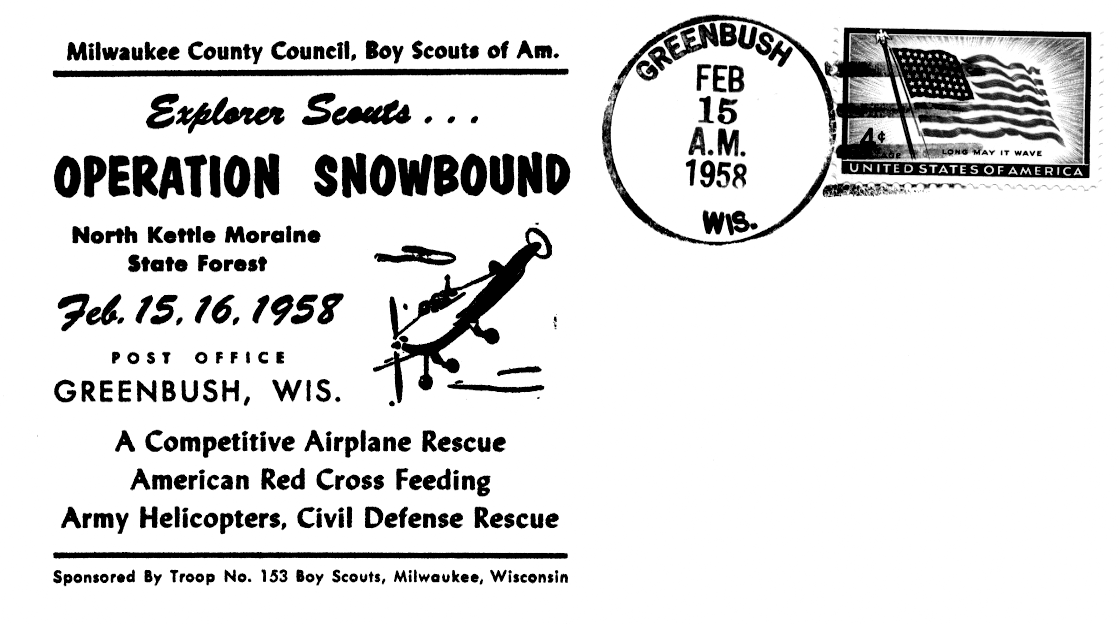 Milwaukee County Council, Boy Scouts of Am.
Explorer Scouts...
OPERATION SNOWBOUND
North Kettle Moraine
State Forest
Feb. 15, 16, 1958
POST OFFICE
GREENBUSH, WIS.
A Competitive Airplane Rescue
American Red Cross Feeding
Army Helicopters, Civil Defense Rescue
Sponsored By Troop No. 153 Boy Scouts, Milwaukee, Wisconsin
GREENBUSH
FEB
15
A.M.
1958
WIS.
4¢
LONG MAY IT WAVE
UNITED STATES OF AMERICA